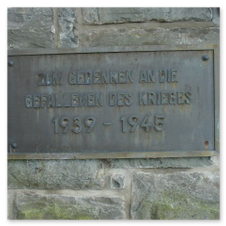 ZUM GEDENKEN AN DIE
GEFALLENEN DES KRIEGES
1939 - 1945